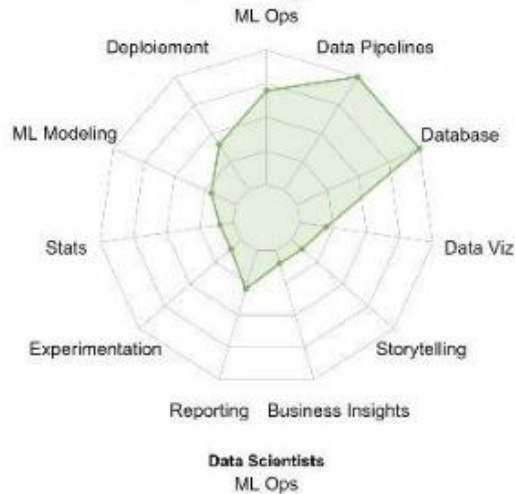 ML Ops
Deploiement
Data Pipelines
ML Modeling
Database
Stats
Data Viz
Experimentation
Storytelling
Reporting
Business Insights
Data Scientists
ML Ops